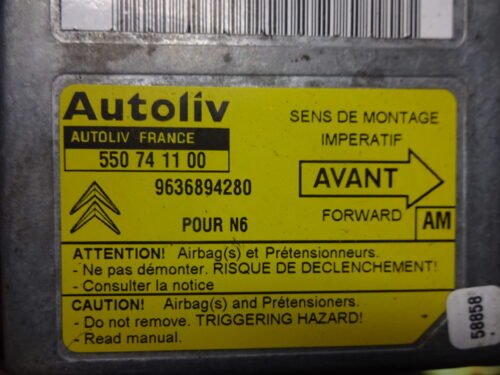 Autoliv
AUTOLIV FRANCE
550 74 11 00
9636894280
POUR N6
SENS DE MONTAGE
IMPERATIF
AVANT
FORWARD
AM
ATTENTION! Airbag(s) et Prétensionneurs.
- Ne pas démonter. RISQUE DE DECLENCHEMENT!
- Consulter la notice
CAUTION! Airbag(s) and Prétensioners.
- Do not remove. TRIGGERING HAZARD!
- Read manual.
58858